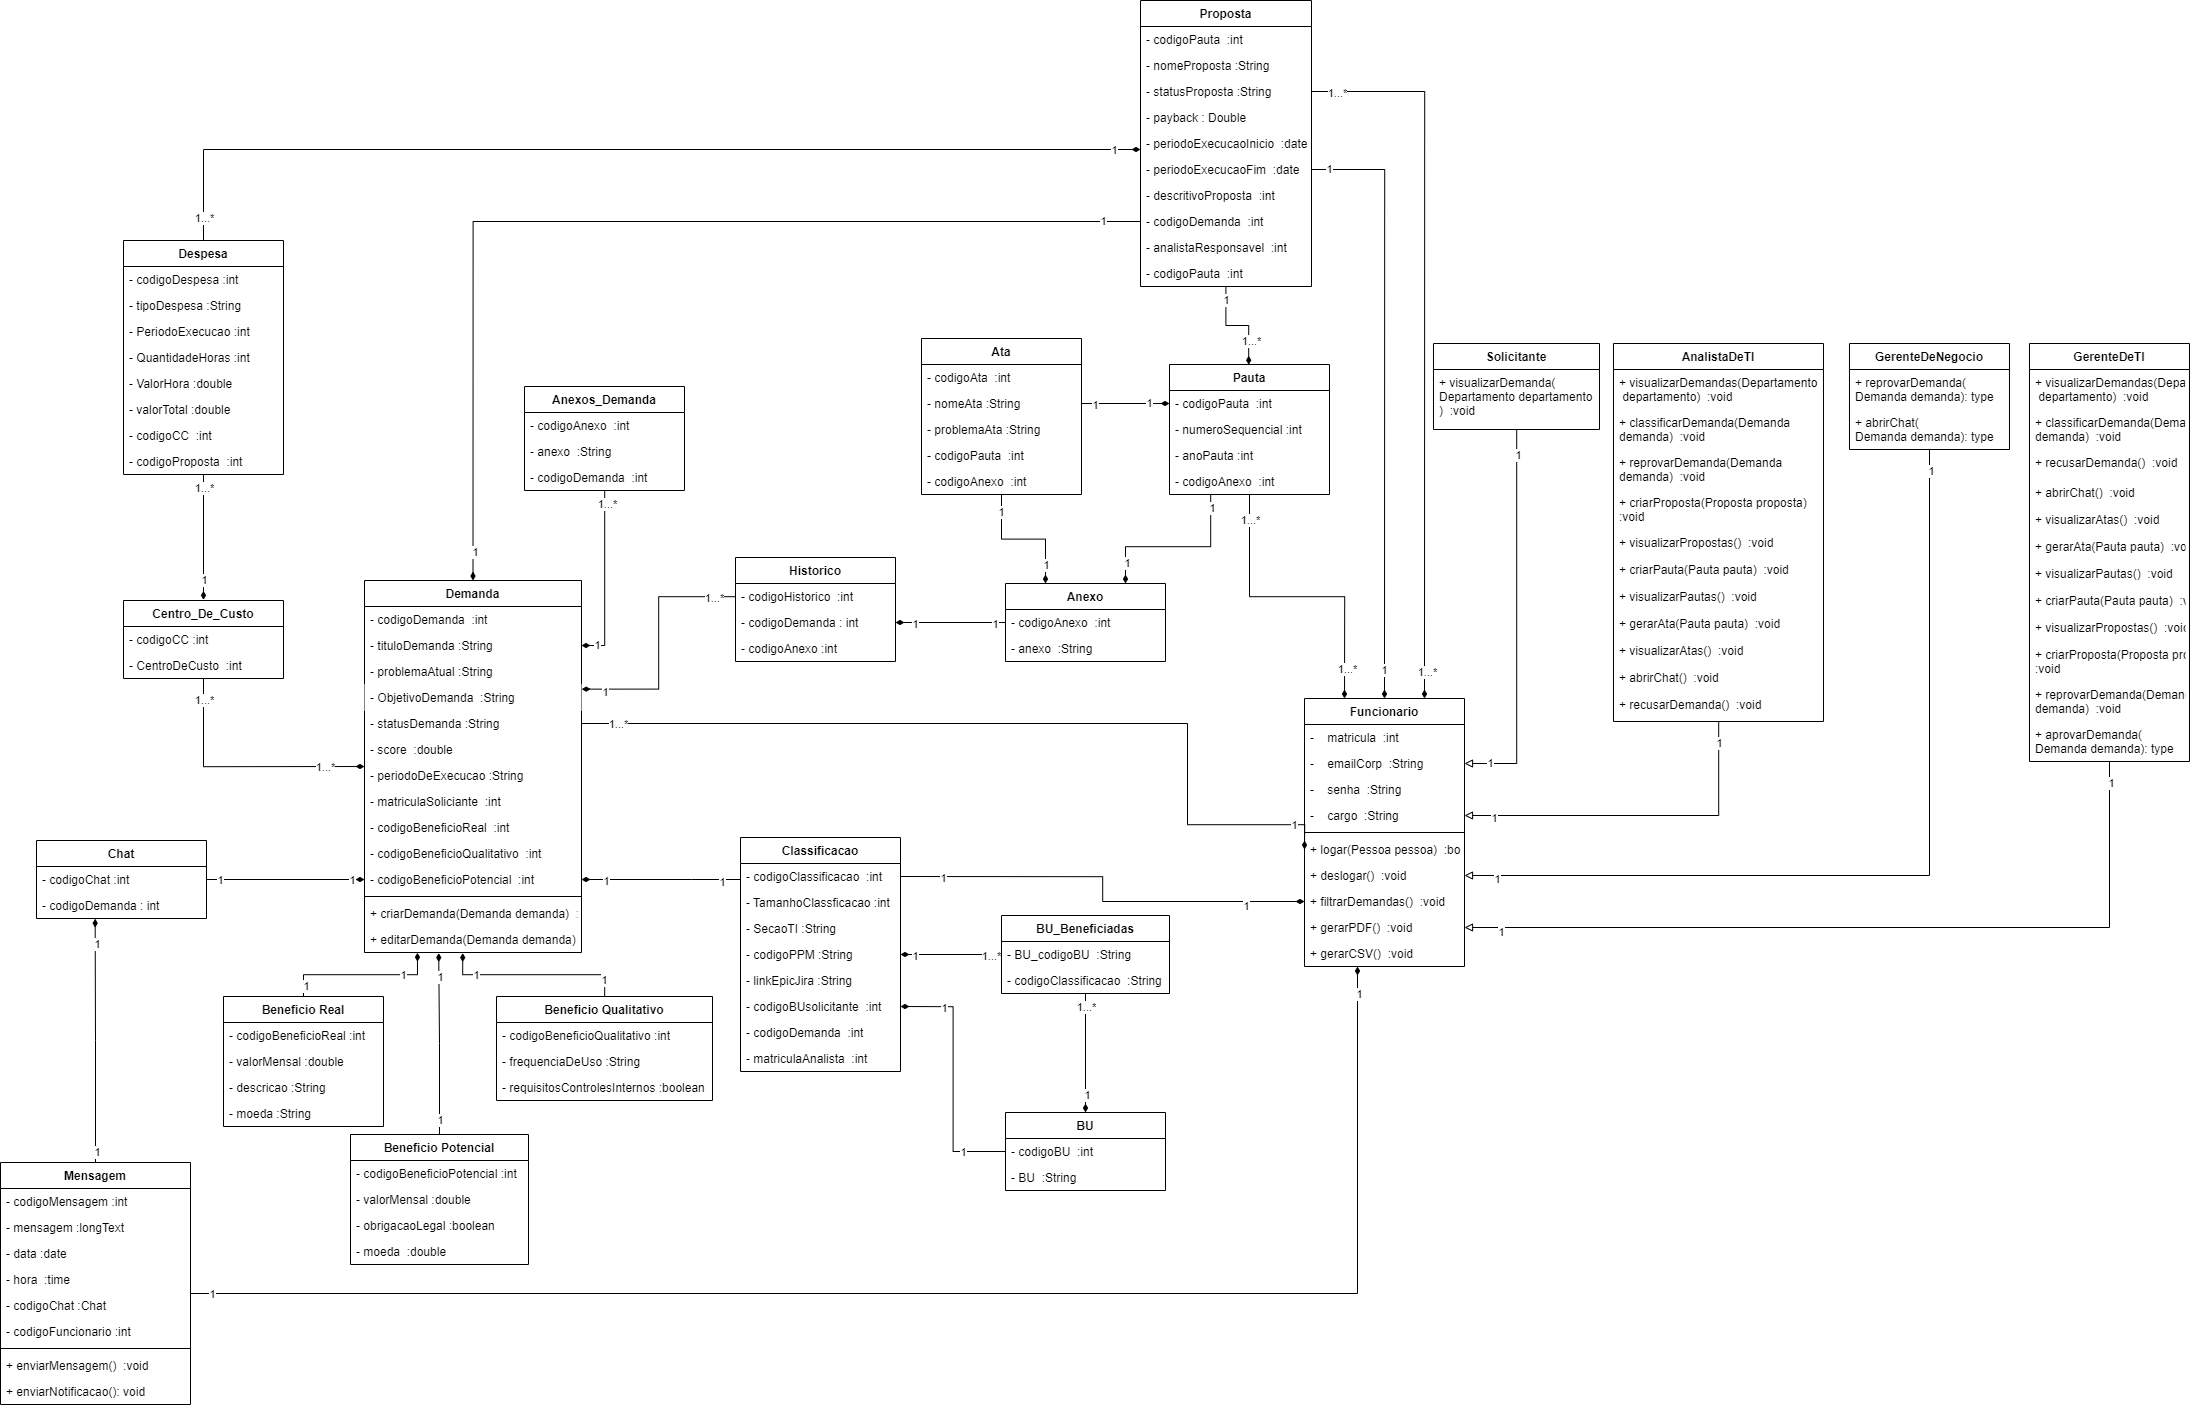 Proposta
- codigoPauta  :int
- nomeProposta :String
- statusProposta :String
- payback : Double
- periodoExecucaoInicio  :date
- periodoExecucaoFim  :date
- descritivoProposta  :int
- codigoDemanda  :int
- analistaResponsavel  :int
- codigoPauta  :int
1...*
1
1
1
1
1...*
1
1...*
Despesa
- codigoDespesa :int
- tipoDespesa :String
- PeriodoExecucao :int
- QuantidadeHoras :int
- ValorHora :double
- valorTotal :double
- codigoCC  :int
- codigoProposta  :int
1...*
1
Centro_De_Custo
- codigoCC :int
- CentroDeCusto  :int
1...*
1...*
Anexos_Demanda
- codigoAnexo  :int
- anexo  :String
- codigoDemanda  :int
1...*
1
Ata
- codigoAta  :int
- nomeAta :String
- problemaAta :String
- codigoPauta  :int
- codigoAnexo  :int
1
1
1
1
Pauta
- codigoPauta  :int
- numeroSequencial :int
- anoPauta :int
- codigoAnexo  :int
1
1
1...*
1...*
Solicitante
+ visualizarDemanda(
Departamento departamento
)  :void
1
1
AnalistaDeTI
+ visualizarDemandas(Departamento
departamento)  :void
+ classificarDemanda(Demanda
demanda)  :void
+ reprovarDemanda(Demanda
demanda)  :void
+ criarProposta(Proposta proposta)
:void
+ visualizarPropostas()  :void
+ criarPauta(Pauta pauta)  :void
+ visualizarPautas()  :void
+ gerarAta(Pauta pauta)  :void
+ visualizarAtas()  :void
+ abrirChat()  :void
+ recusarDemanda()  :void
1
1
GerenteDeNegocio
+ reprovarDemanda(
Demanda demanda): type
+ abrirChat(
Demanda demanda): type
1
1
GerenteDeTI
+ visualizarDemandas(Depa
departamento)  :void
+ classificarDemanda(Dema
demanda)  :void
+ recusarDemanda()  :void
+ abrirChat()  :void
+ visualizarAtas()  :void
+ gerarAta(Pauta pauta)  :vo
+ visualizarPautas()  :void
+ criarPauta(Pauta pauta)  :v
+ visualizarPropostas()  :voi
+ criarProposta(Proposta pr
:void
+ reprovarDemanda(Deman
demanda)  :void
+ aprovarDemanda(
Demanda demanda): type
1
1
Historico
- codigoHistorico  :int
- codigoDemanda : int
- codigoAnexo :int
1...*
1
1
1
Anexo
- codigoAnexo  :int
- anexo  :String
1
Demanda
- codigoDemanda  :int
- tituloDemanda :String
- problemaAtual :String
- ObjetivoDemanda  :String
- statusDemanda :String
- score  :double
- periodoDeExecucao :String
- matriculaSoliciante  :int
- codigoBeneficioReal  :int
- codigoBeneficioQualitativo  :int
- codigoBeneficioPotencial  :int
+ criarDemanda(Demanda demanda)  :
+ editarDemanda(Demanda demanda)
1...*
1
1
1
1...*
1
Funcionario
-    matricula  :int
-    emailCorp  :String
-    senha  :String
-    cargo  :String
+ logar(Pessoa pessoa)  :bo
+ deslogar()  :void
+ filtrarDemandas()  :void
+ gerarPDF()  :void
+ gerarCSV()  :void
1
Chat
- codigoChat :int
- codigoDemanda : int
1
1
1
1
Classificacao
- codigoClassificacao  :int
- TamanhoClassficacao :int
- SecaoTI :String
- codigoPPM :String
- linkEpicJira :String
- codigoBUsolicitante  :int
- codigoDemanda  :int
- matriculaAnalista  :int
1
1
1
1...*
1
1
BU_Beneficiadas
- BU_codigoBU  :String
- codigoClassificacao  :String
1...*
1
BU
- codigoBU  :int
- BU  :String
1
1
1
1
1
1
Beneficio Real
- codigoBeneficioReal :int
- valorMensal :double
- descricao :String
- moeda :String
Beneficio Qualitativo
- codigoBeneficioQualitativo :int
- frequenciaDeUso :String
- requisitosControlesInternos :boolean
Beneficio Potencial
- codigoBeneficioPotencial :int
- valorMensal :double
- obrigacaoLegal :boolean
- moeda  :double
Mensagem
- codigoMensagem :int
- mensagem :longText
- data :date
- hora  :time
- codigoChat :Chat
- codigoFuncionario :int
+ enviarMensagem()  :void
+ enviarNotificacao(): void
1